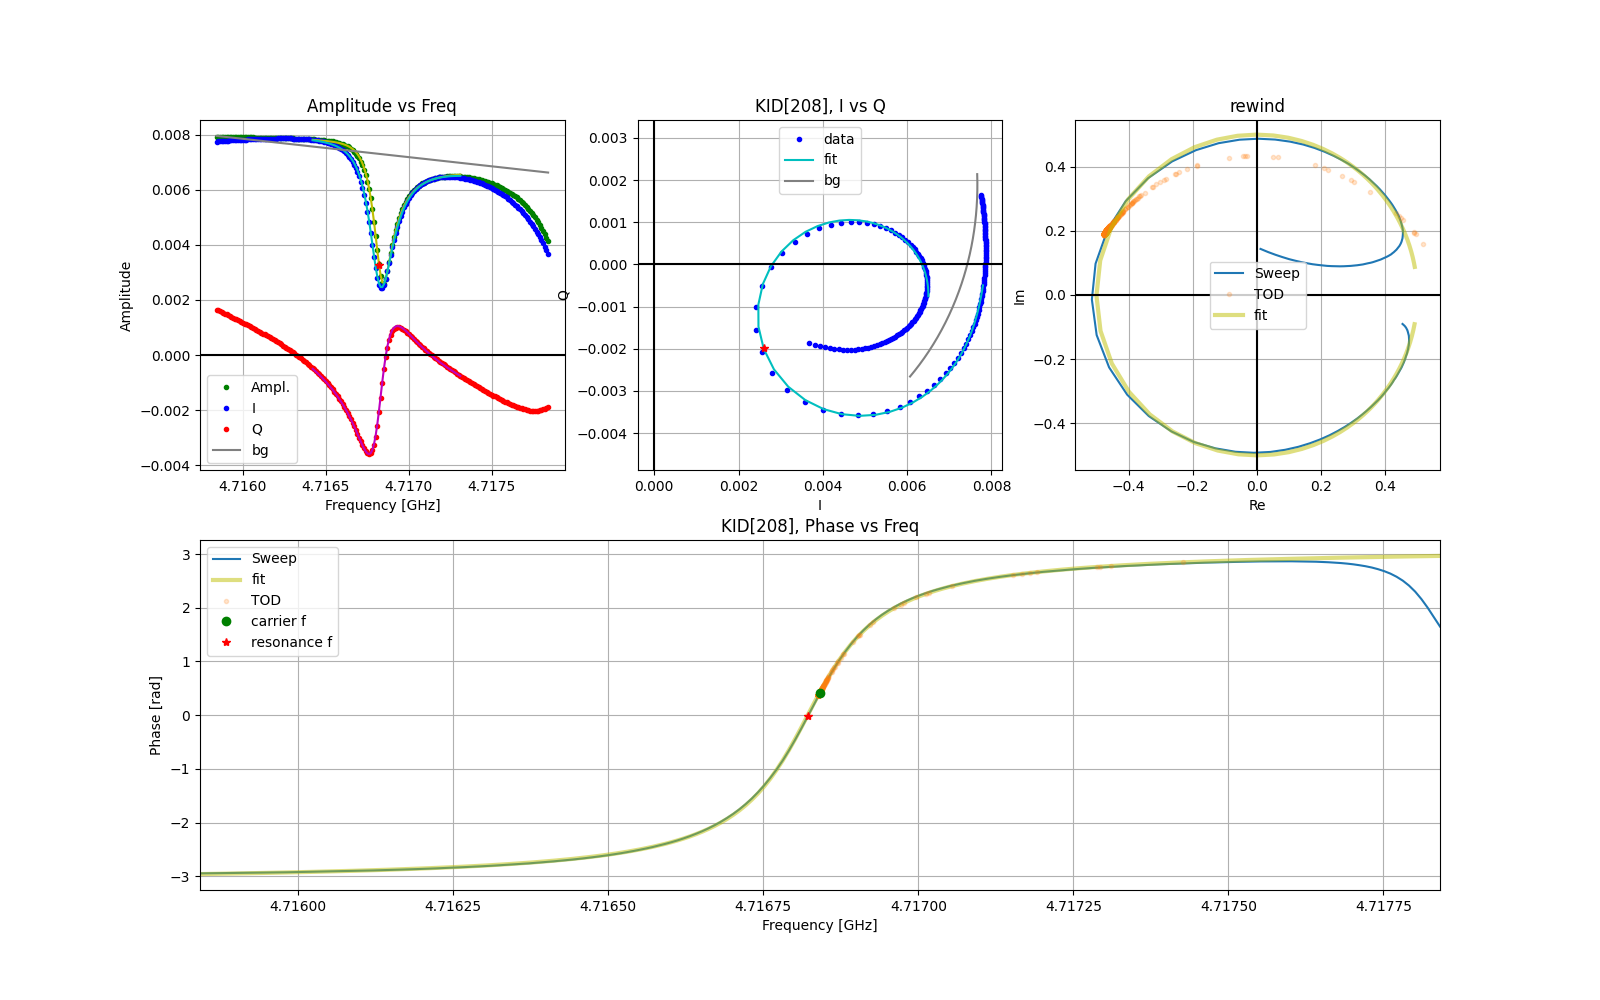 Amplitude vs Freq
Amplitude
0.008
0.006
0.004
0.002
0.000
−0.002
−0.004
Ampl.
I
Q
bg
4.7160
4.7165
4.7170
4.7175
Frequency [GHz]
KID[208], I vs Q
Q
0.003
0.002
0.001
0.000
−0.001
−0.002
−0.003
−0.004
data
fit
bg
0.000
0.002
0.004
0.006
0.008
I
rewind
Im
0.4
0.2
0.0
−0.2
−0.4
Sweep
TOD
fit
−0.4
−0.2
0.0
0.2
0.4
Re
KID[208], Phase vs Freq
Phase [rad]
3
2
1
0
−1
−2
−3
Sweep
fit
TOD
carrier f
resonance f
4.71600
4.71625
4.71650
4.71675
4.71700
4.71725
4.71750
4.71775
Frequency [GHz]